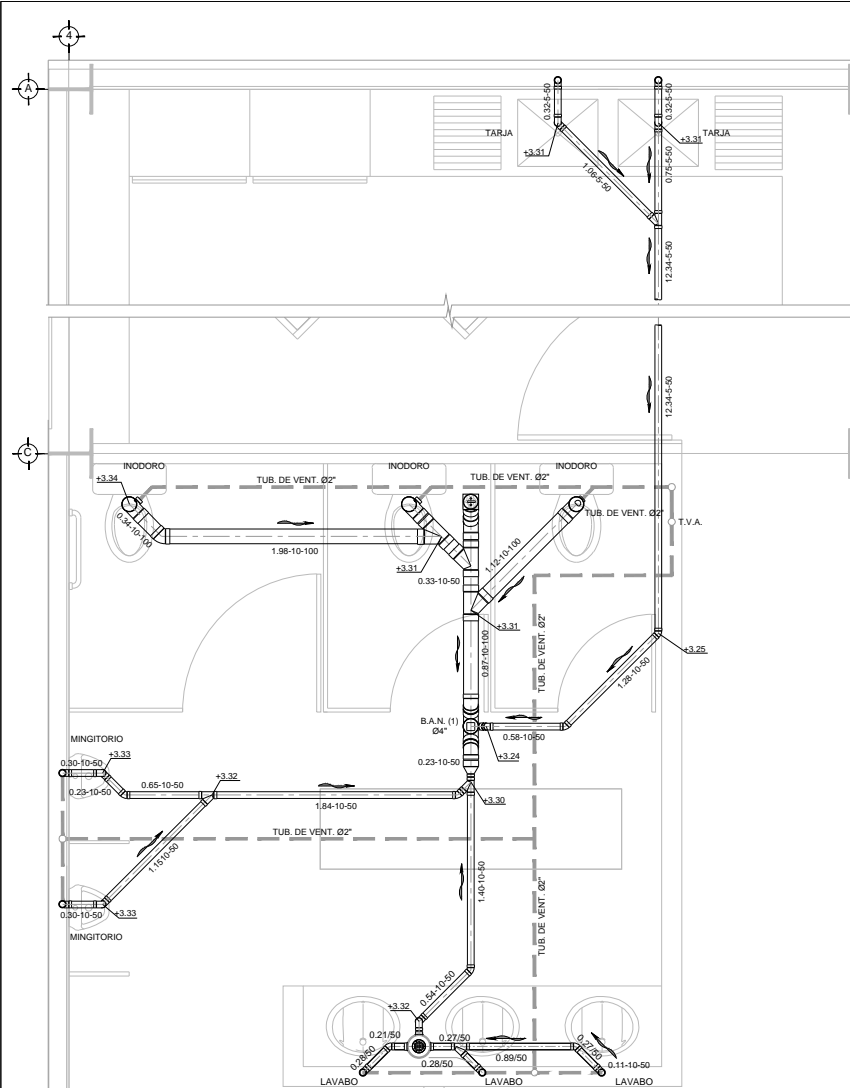 4
A
0.32-5-50
0.32-5-50
TARJA
+3.31
+3.31
TARJA
0.75-5-50
1.06-5-50
12.34-5-50
12.34-5-50
C
INODORO
INODORO
INODORO
+3.34
TUB. DE VENT. Ø2"
TUB. DE VENT. Ø2"
TUB. DE VENT. Ø2"
T.V.A.
0.34-10-100
1.98-10-100
+3.31
0.33-10-50
1.12-10-100
+3.31
0.87-10-100
TUB. DE VENT. Ø2"
+3.25
1.28-10-50
B.A.N. (1)
Ø4"
0.58-10-50
+3.24
0.23-10-50
MINGITORIO
+3.33
0.30-10-50
0.23-10-50
0.65-10-50
+3.32
1.84-10-50
+3.30
TUB. DE VENT. Ø2"
1.1510-50
1.40-10-50
0.30-10-50
+3.33
MINGITORIO
TUB. DE VENT. Ø2"
0.54-10-50
+3.32
0.21/50
0.27/50
0.28/50
0.28/50
0.89/50
0.27/50
0.11-10-50
LAVABO
LAVABO
LAVABO